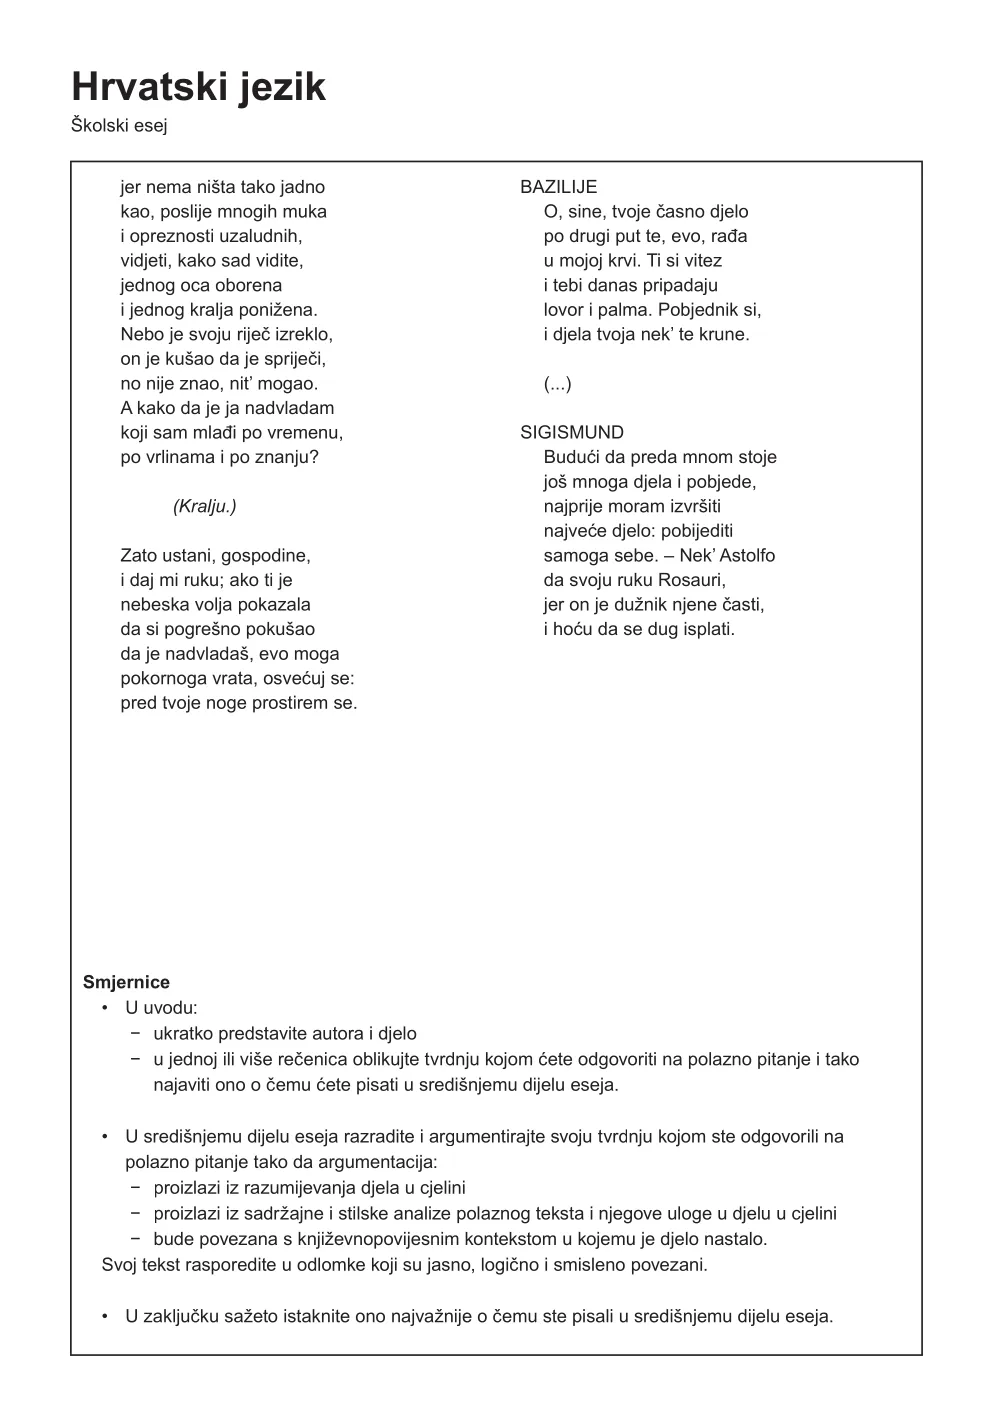 Hrvatski jezik
Školski esej
jer nema ništa tako jadno
kao, poslije mnogih muka
i opreznosti uzaludnih,
vidjeti, kako sad vidite,
jednog oca oborena
i jednog kralja ponižena.
Nebo je svoju riječ izreklo,
on je kušao da je spriječi,
no nije znao, nit’ mogao.
A kako da je ja nadvladam
koji sam mlađi po vremenu,
po vrlinama i po znanju?
(Kralju.)
Zato ustani, gospodine,
i daj mi ruku; ako ti je
nebeska volja pokazala
da si pogrešno pokušao
da je nadvladaš, evo moga
pokornoga vrata, osvećuj se:
pred tvoje noge prostirem se.
BAZILIJE
O, sine, tvoje časno djelo
po drugi put te, evo, rađa
u mojoj krvi. Ti si vitez
i tebi danas pripadaju
lovor i palma. Pobjednik si,
i djela tvoja nek’ te krune.
(...)
SIGISMUND
Budući da preda mnom stoje
još mnoga djela i pobjede,
najprije moram izvršiti
najveće djelo: pobijediti
samoga sebe. – Nek’ Astolfo
da svoju ruku Rosauri,
jer on je dužnik njene časti,
i hoću da se dug isplati.
Smjernice
• U uvodu:
− ukratko predstavite autora i djelo
− u jednoj ili više rečenica oblikujte tvrdnju kojom ćete odgovoriti na polazno pitanje i tako
najaviti ono o čemu ćete pisati u središnjemu dijelu eseja.
• U središnjemu dijelu eseja razradite i argumentirajte svoju tvrdnju kojom ste odgovorili na
polazno pitanje tako da argumentacija:
− proizlazi iz razumijevanja djela u cjelini
− proizlazi iz sadržajne i stilske analize polaznog teksta i njegove uloge u djelu u cjelini
− bude povezana s književnopovijesnim kontekstom u kojemu je djelo nastalo.
Svoj tekst rasporedite u odlomke koji su jasno, logično i smisleno povezani.
• U zaključku sažeto istaknite ono najvažnije o čemu ste pisali u središnjemu dijelu eseja.